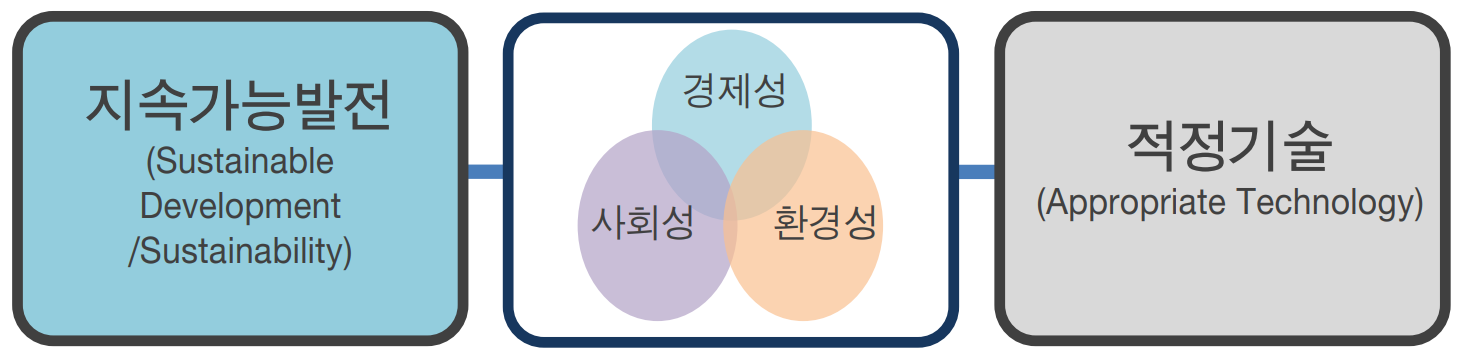 지속가능발전
(Sustainable
Development
/Sustainability)
경제성
사회성
환경성
적정기술
(Appropriate Technology)